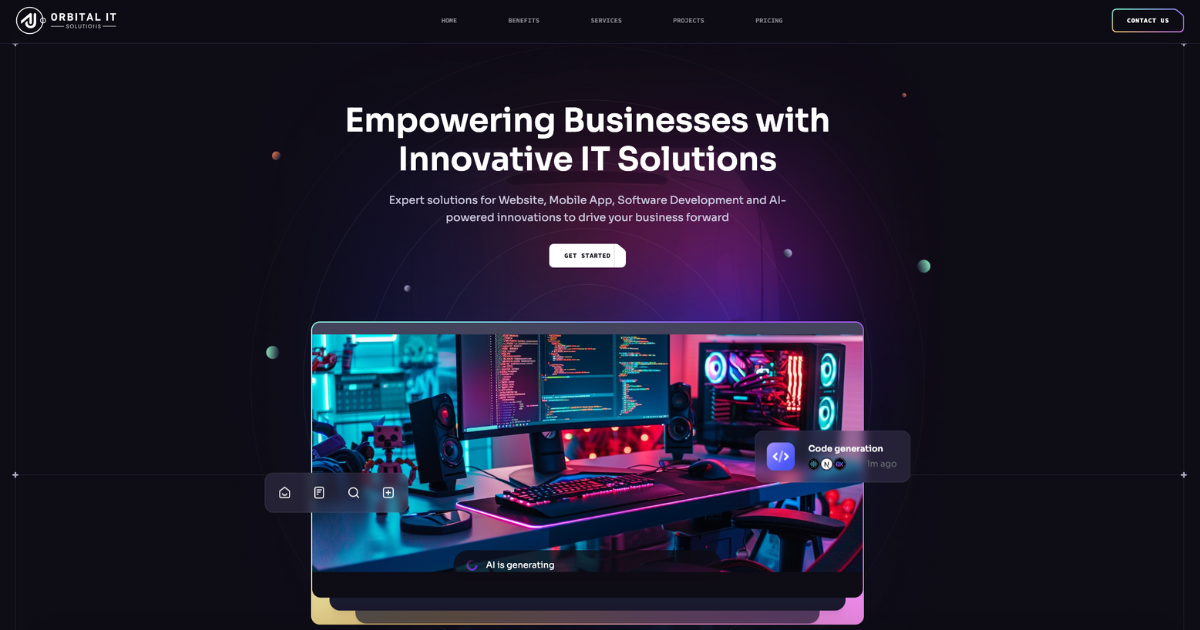 ORBITAL IT
SOLUTIONS
HOME
BENEFITS
SERVICES
PROJECTS
PRICING
CONTACT US
Empowering Businesses with
Innovative IT Solutions
Expert solutions for Website, Mobile App, Software Development and AI-
powered innovations to drive your business forward
GET STARTED
Code generation
1m ago
AI is generating